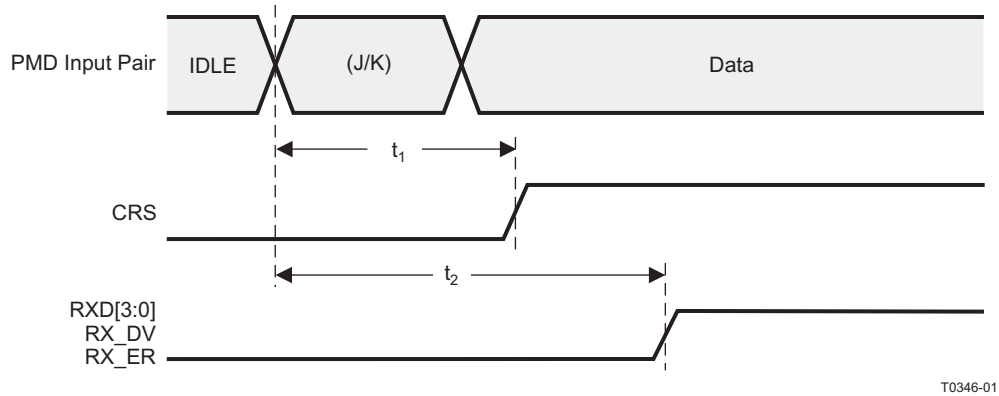 PMD Input Pair
IDLE
(J/K)
Data
t1
CRS
t2
RXD[3:0]
RX_DV
RX_ER
T0346-01